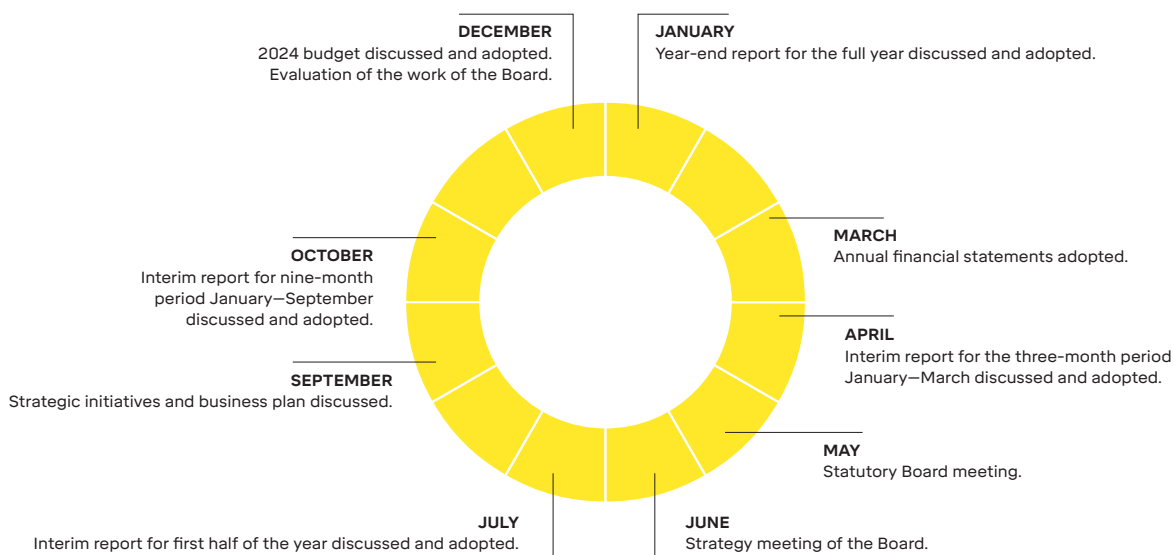 DECEMBER
2024 budget discussed and adopted.
Evaluation of the work of the Board.
JANUARY
Year-end report for the full year discussed and adopted.
MARCH
Annual financial statements adopted.
OCTOBER
Interim report for nine-month
period January—September
discussed and adopted.
APRIL
Interim report for the three-month period
January—March discussed and adopted.
SEPTEMBER
Strategic initiatives and business plan discussed.
MAY
Statutory Board meeting.
JULY
Interim report for first half of the year discussed and adopted.
JUNE
Strategy meeting of the Board.